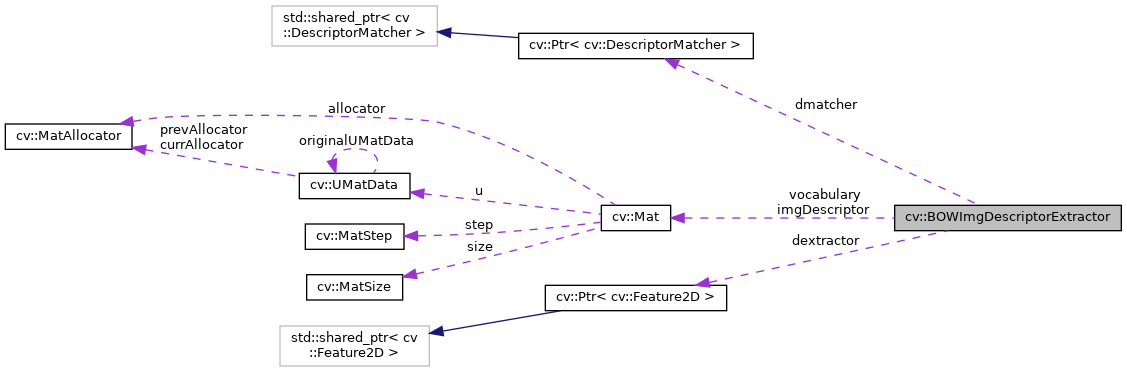 std::shared_ptr< cv
::DescriptorMatcher >
cv::Ptr< cv::DescriptorMatcher >
dmatcher
allocator
cv::MatAllocator
prevAllocator
currAllocator
originalUMatData
cv::UMatData
u
vocabulary
imgDescriptor
cv::Mat
cv::BOWImgDescriptorExtractor
step
cv::MatStep
size
dextractor
cv::MatSize
cv::Ptr< cv::Feature2D >
std::shared_ptr< cv
::Feature2D >